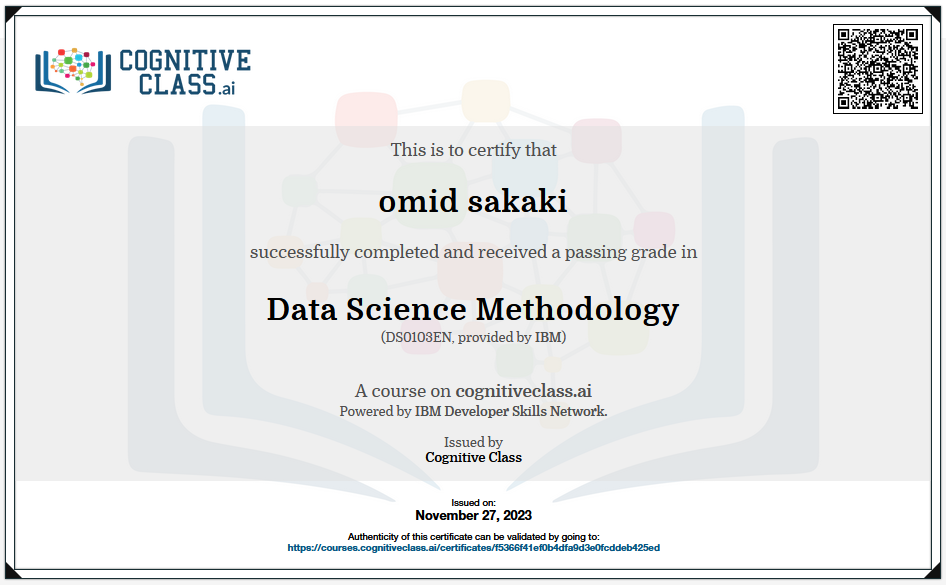 COGNITIVE
CLASS.ai
This is to certify that
omid sakaki
successfully completed and received a passing grade in
Data Science Methodology
(DS0103EN, provided by IBM)
A course on cognitiveclass.ai
Powered by IBM Developer Skills Network.
Issued by
Cognitive Class
Issued on:
November 27, 2023
Authenticity of this certificate can be validated by going to:
https://courses.cognitiveclass.ai/certificates/f5366f41ef0b4dfa9d3e0fcddeb425ed